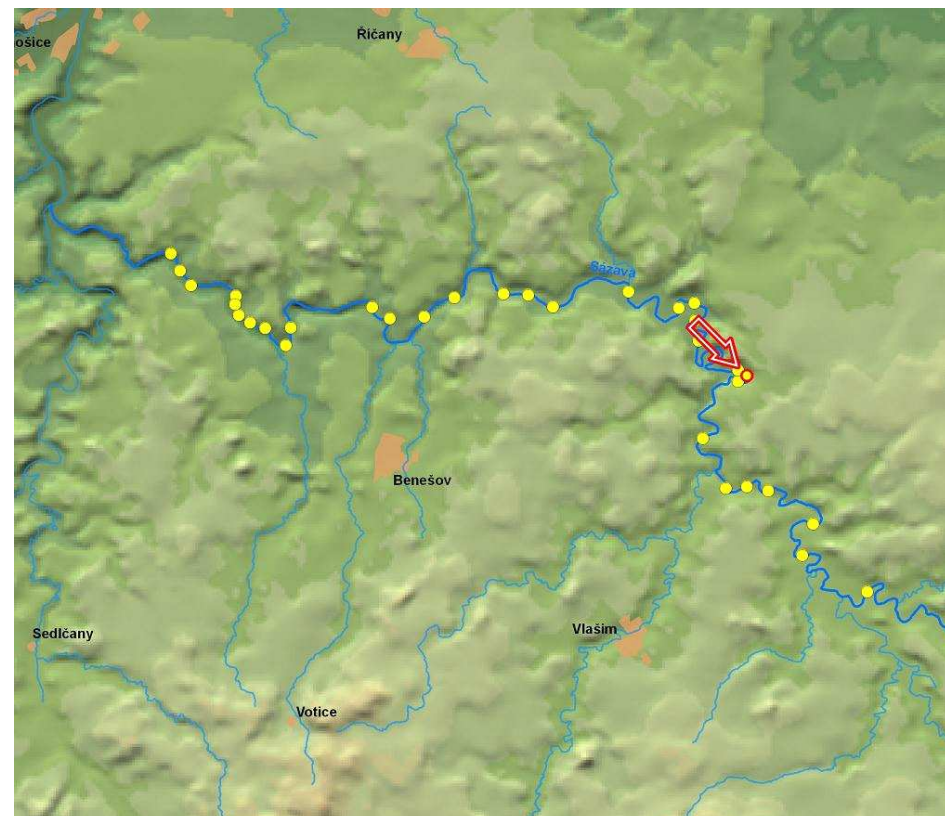 ošice
Říčany
Sázava
Benešov
Sedlčany
Vlašim
Votice